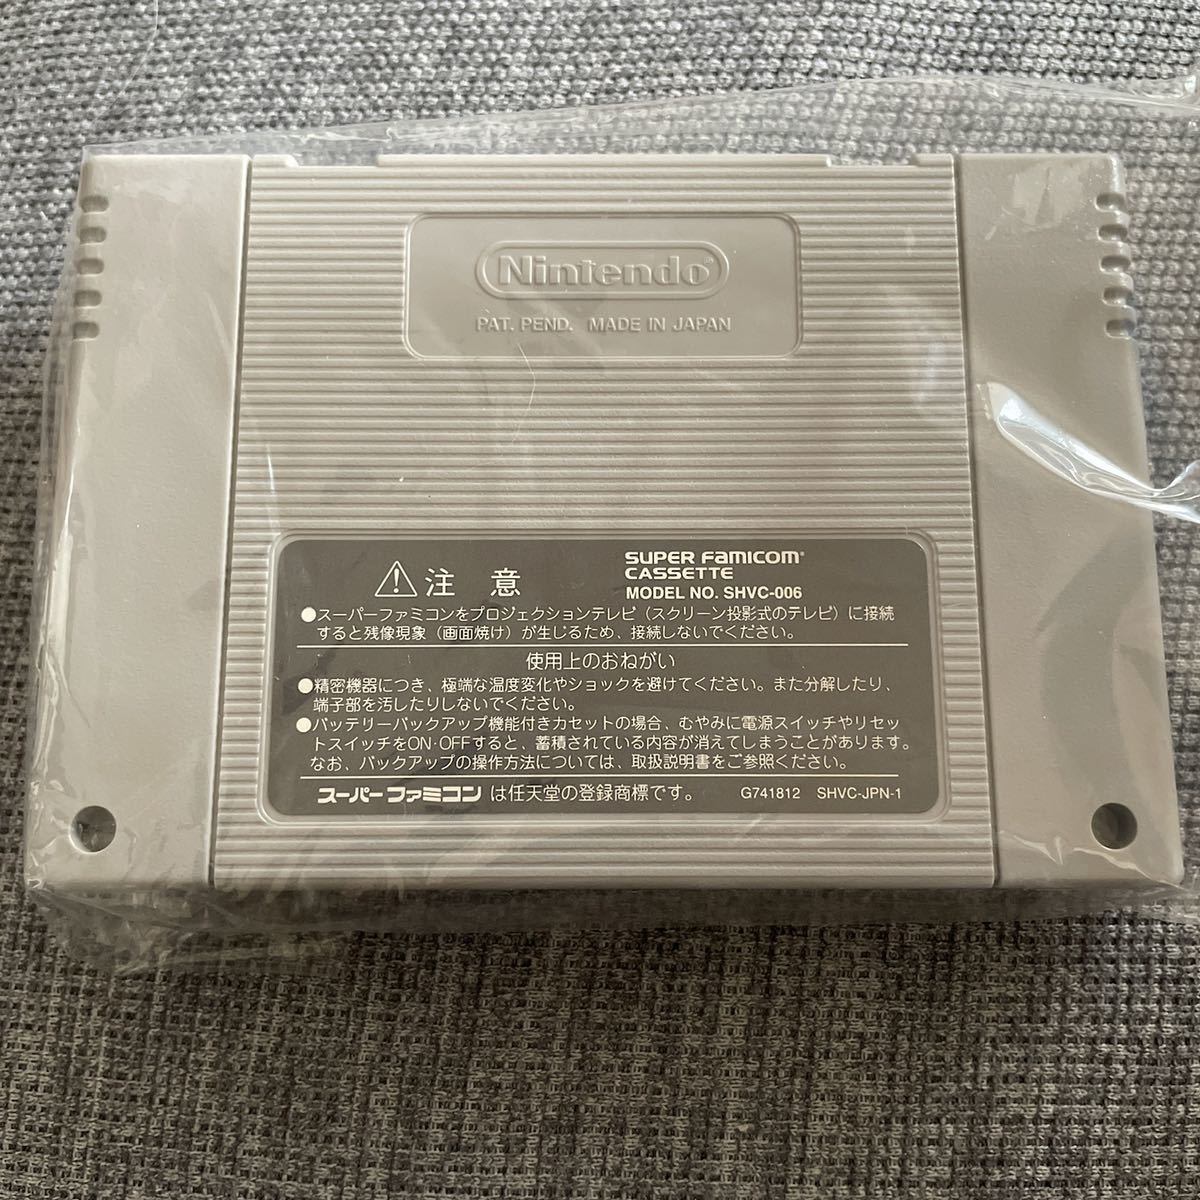 Nintendo®
PAT. PEND. MADE IN JAPAN
⚠注意
SUPER FAMICOM®
CASSETTE
MODEL NO. SHVC-006
●スーパーファミコンをプロジェクションテレビ（スクリーン投影式のテレビ）に接続
すると残像現象（画面焼け）が生じるため、接続しないでください。
使用上のおねがい
●精密機器につき、極端な温度変化やショックを避けてください。また分解したり、
端子部を汚したりしないでください。
●バッテリーバックアップ機能付きカセットの場合、むやみに電源スイッチやリセッ
トスイッチをON・OFFすると、蓄積されている内容が消えてしまうことがあります。
なお、バックアップの操作方法については、取扱説明書をご参照ください。
スーパーファミコンは任天堂の登録商標です。 G741812 SHVC-JPN-1